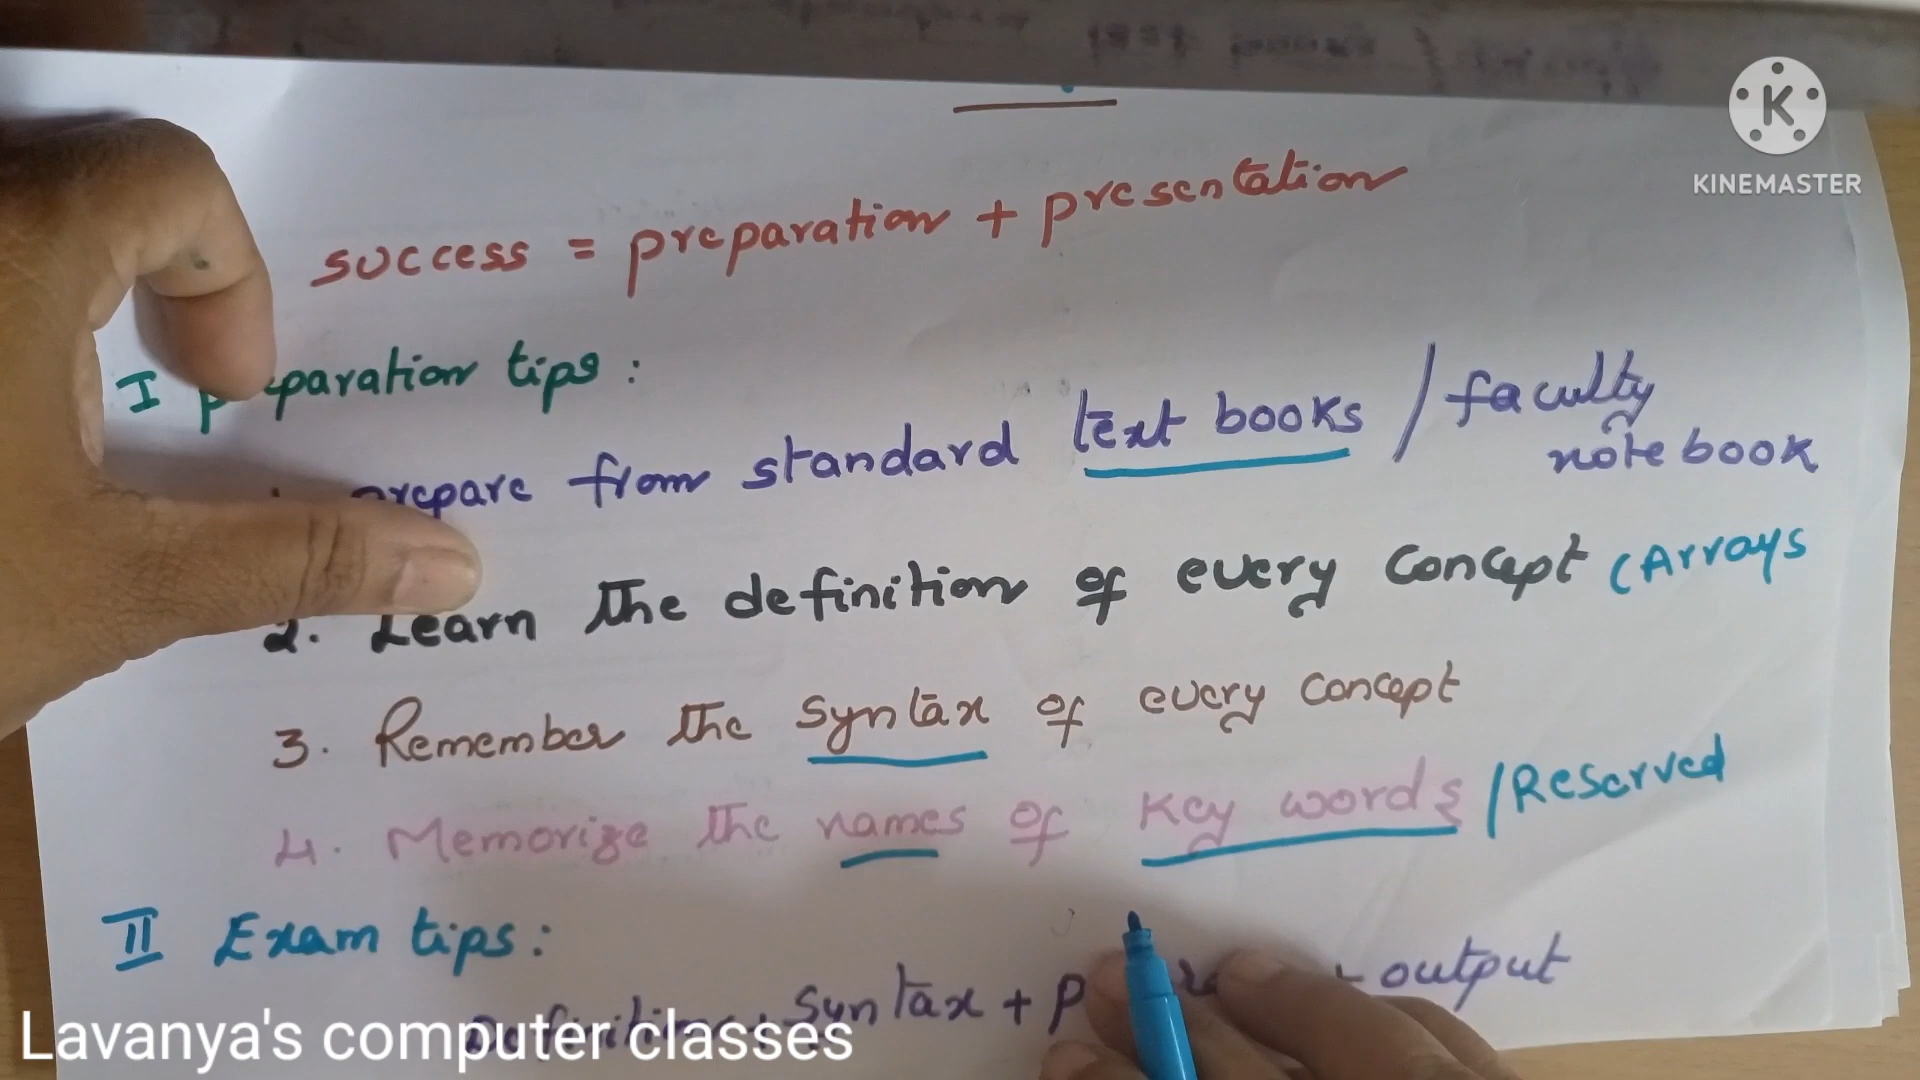 KINEMASTER
success = preparation + presentation
I preparation tips :
prepare from standard text books / faculty
note book
2. Learn the definition of every concept (Arrays
3. Remember the syntax of every concept
4. Memorize the names of key words / Reserved
II Exam tips :
Definition + Syntax + output
Lavanya's computer classes